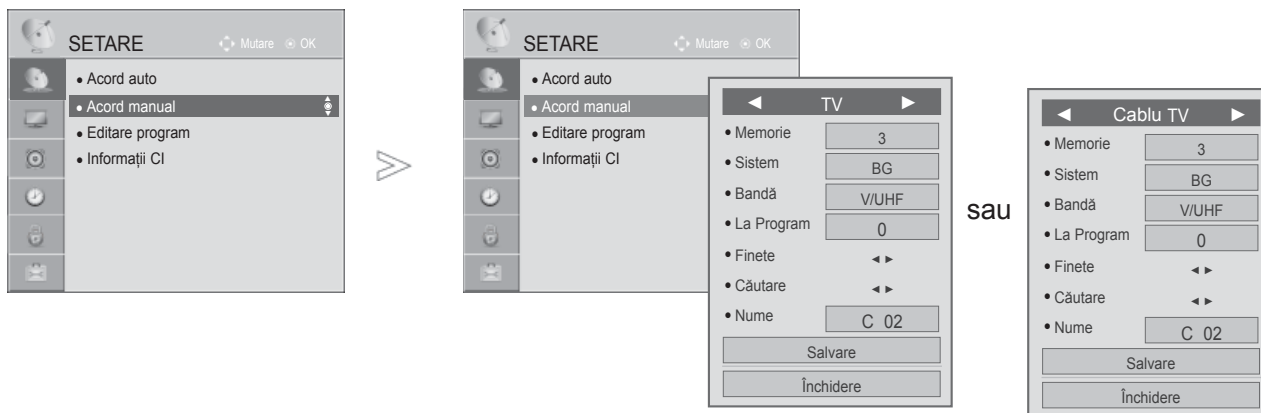 SETARE
Mutare OK
Acord auto
Acord manual
Editare program
Informații CI
SETARE
Mutare OK
Acord auto
Acord manual
Editare program
Informații CI
TV
Memorie 3
Sistem BG
Bandă V/UHF
La Program 0
Finete
Căutare
Nume C 02
Salvare
Închidere
sau
Cablu TV
Memorie 3
Sistem BG
Bandă V/UHF
La Program 0
Finete
Căutare
Nume C 02
Salvare
Închidere